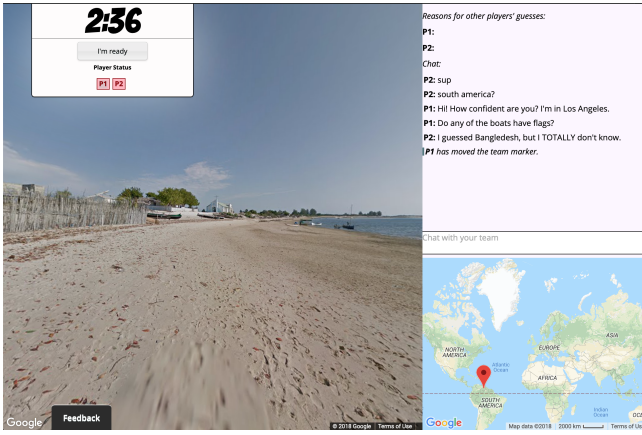 2:36
I'm ready
Player Status
P1 P2
Google
Feedback
© 2018 Google
Terms of Use
Reasons for other players' guesses:
P1:
P2:
Chat:
P2: sup
P2: south america?
P1: Hi! How confident are you? I'm in Los Angeles.
P1: Do any of the boats have flags?
P2: I guessed Bangledesh, but I TOTALLY don't know.
P1 has moved the team marker.
Chat with your team
NORTH
AMERICA
Atlantic
Ocean
EUROPE
ASIA
AFRICA
SOUTH
AMERICA
Indian
Ocean
OCE
Google
Map data ©2018
2000 km
Terms of Us